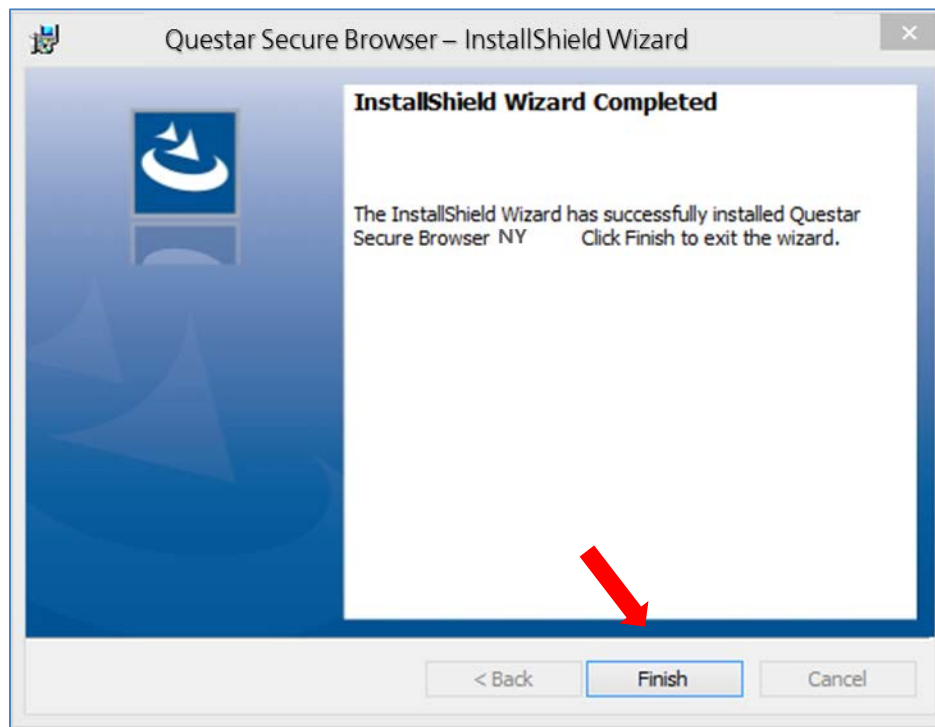 Questar Secure Browser – InstallShield Wizard
InstallShield Wizard Completed
The InstallShield Wizard has successfully installed Questar
Secure Browser NY Click Finish to exit the wizard.
< Back Finish Cancel